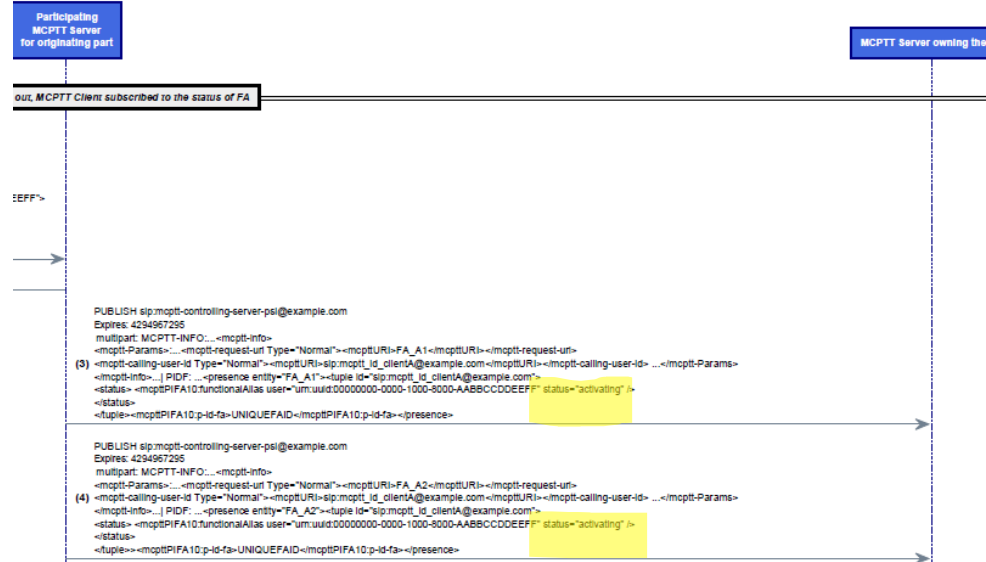 Participating
MCPTT Server
for originating part
MCPTT Server owning the
out, MCPTT Client subscribed to the status of FA
EEFF">
PUBLISH sip:mcptt-controlling-server-psi@example.com
Expires: 4294967295
multipart: MCPTT-INFO:...<mcptt-info>
<mcptt-Params>:...<mcptt-request-uri Type="Normal"><mcpttURI>FA_A1</mcpttURI></mcptt-request-uri>
(3) <mcptt-calling-user-id Type="Normal"><mcpttURI>sip:mcptt_id_clientA@example.com</mcpttURI></mcptt-calling-user-id> ...</mcptt-Params>
</mcptt-info>...| PIDF: ...<presence entity="FA_A1"><tuple id="sip:mcptt_id_clientA@example.com">
<status> <mcpttPIFA10:functionalAlias user="urn:uuid:00000000-0000-1000-8000-AABBCCDDEEFF" status="activating" />
</status>
</tuple><mcpttPIFA10:p-id-fa>UNIQUEFAID</mcpttPIFA10:p-id-fa></presence>
PUBLISH sip:mcptt-controlling-server-psi@example.com
Expires: 4294967295
multipart: MCPTT-INFO:...<mcptt-info>
<mcptt-Params>:...<mcptt-request-uri Type="Normal"><mcpttURI>FA_A2</mcpttURI></mcptt-request-uri>
(4) <mcptt-calling-user-id Type="Normal"><mcpttURI>sip:mcptt_id_clientA@example.com</mcpttURI></mcptt-calling-user-id> ...</mcptt-Params>
</mcptt-info>...| PIDF: ...<presence entity="FA_A2"><tuple id="sip:mcptt_id_clientA@example.com">
<status> <mcpttPIFA10:functionalAlias user="urn:uuid:00000000-0000-1000-8000-AABBCCDDEEFF" status="activating" />
</status>
</tuple>><mcpttPIFA10:p-id-fa>UNIQUEFAID</mcpttPIFA10:p-id-fa></presence>